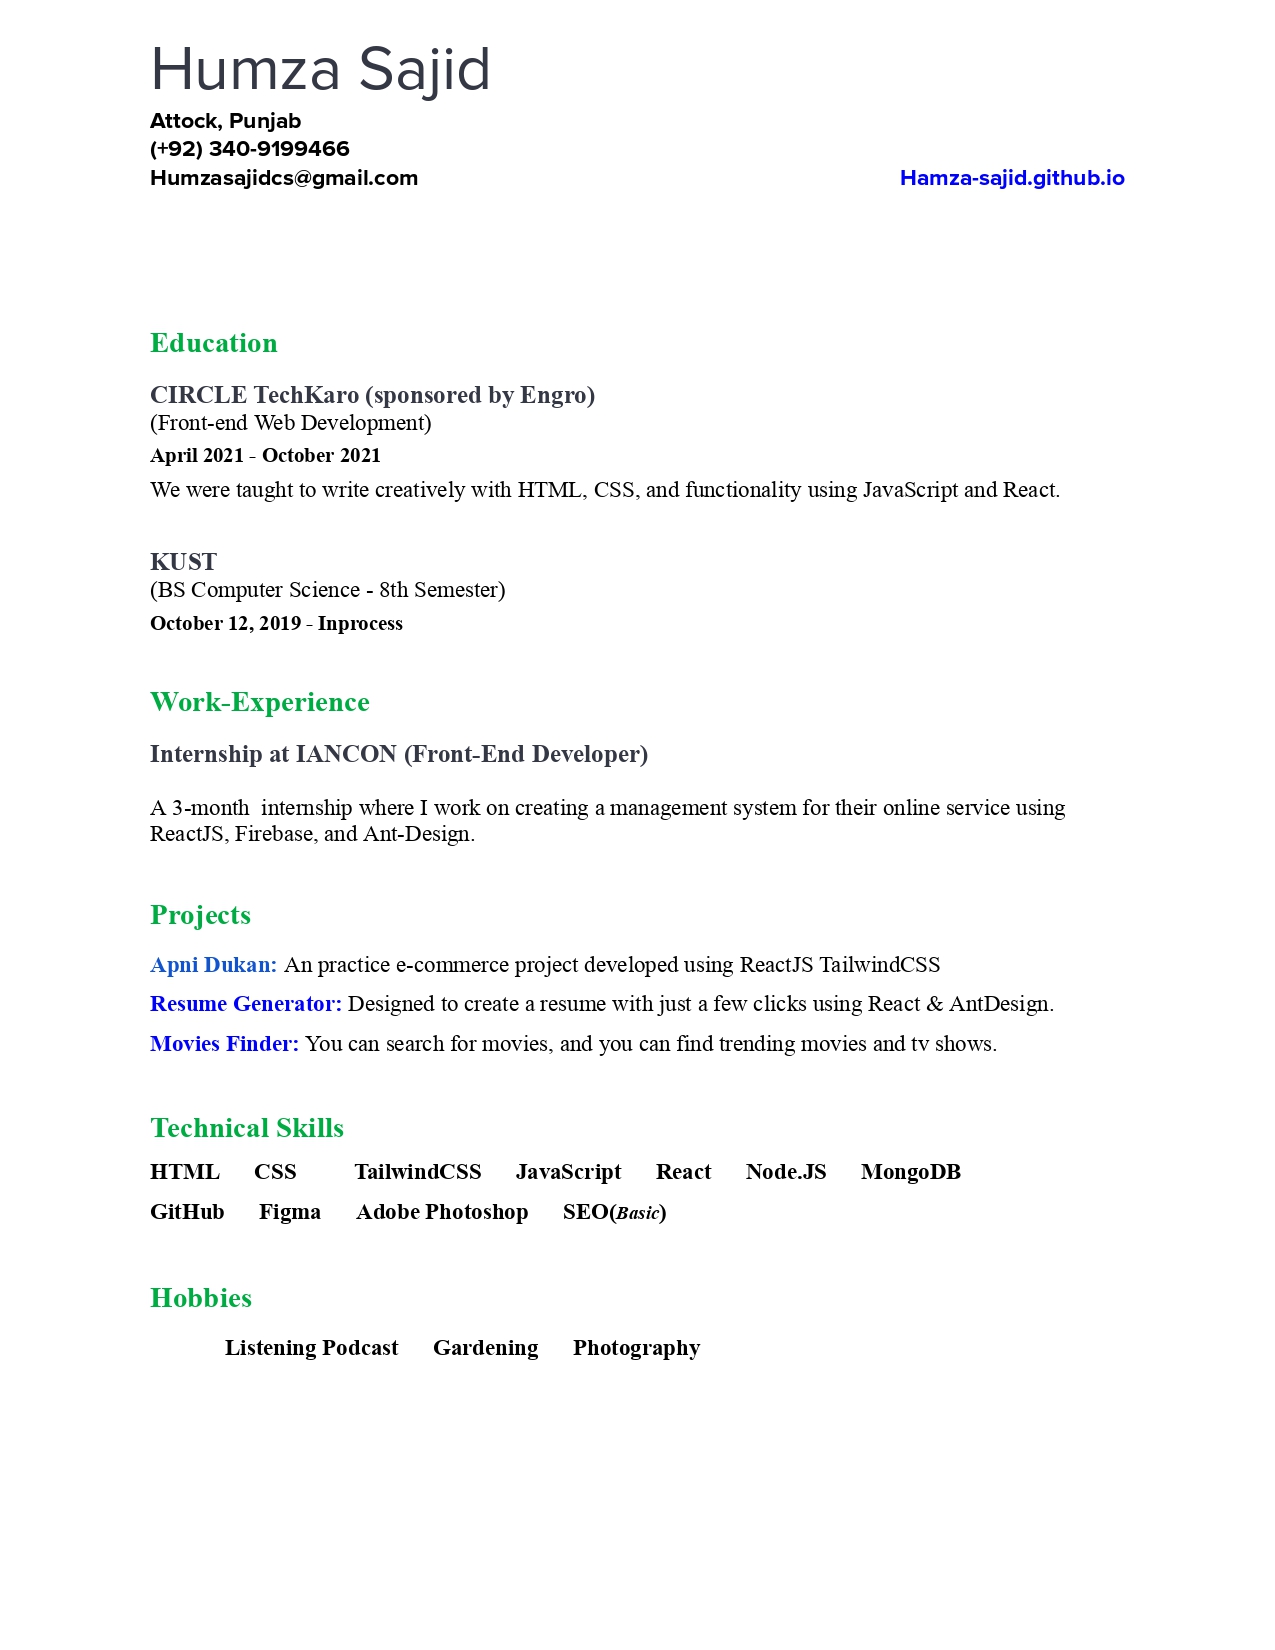 Humza Sajid
Attock, Punjab
(+92) 340-9199466
Humzasajidcs@gmail.com Hamza-sajid.github.io
Education
CIRCLE TechKaro (sponsored by Engro)
(Front-end Web Development)
April 2021 - October 2021
We were taught to write creatively with HTML, CSS, and functionality using JavaScript and React.
KUST
(BS Computer Science - 8th Semester)
October 12, 2019 - Inprocess
Work-Experience
Internship at IANCON (Front-End Developer)
A 3-month internship where I work on creating a management system for their online service using
ReactJS, Firebase, and Ant-Design.
Projects
Apni Dukan: An practice e-commerce project developed using ReactJS TailwindCSS
Resume Generator: Designed to create a resume with just a few clicks using React & AntDesign.
Movies Finder: You can search for movies, and you can find trending movies and tv shows.
Technical Skills
HTML CSS TailwindCSS JavaScript React Node.JS MongoDB
GitHub Figma Adobe Photoshop SEO(Basic)
Hobbies
Listening Podcast Gardening Photography